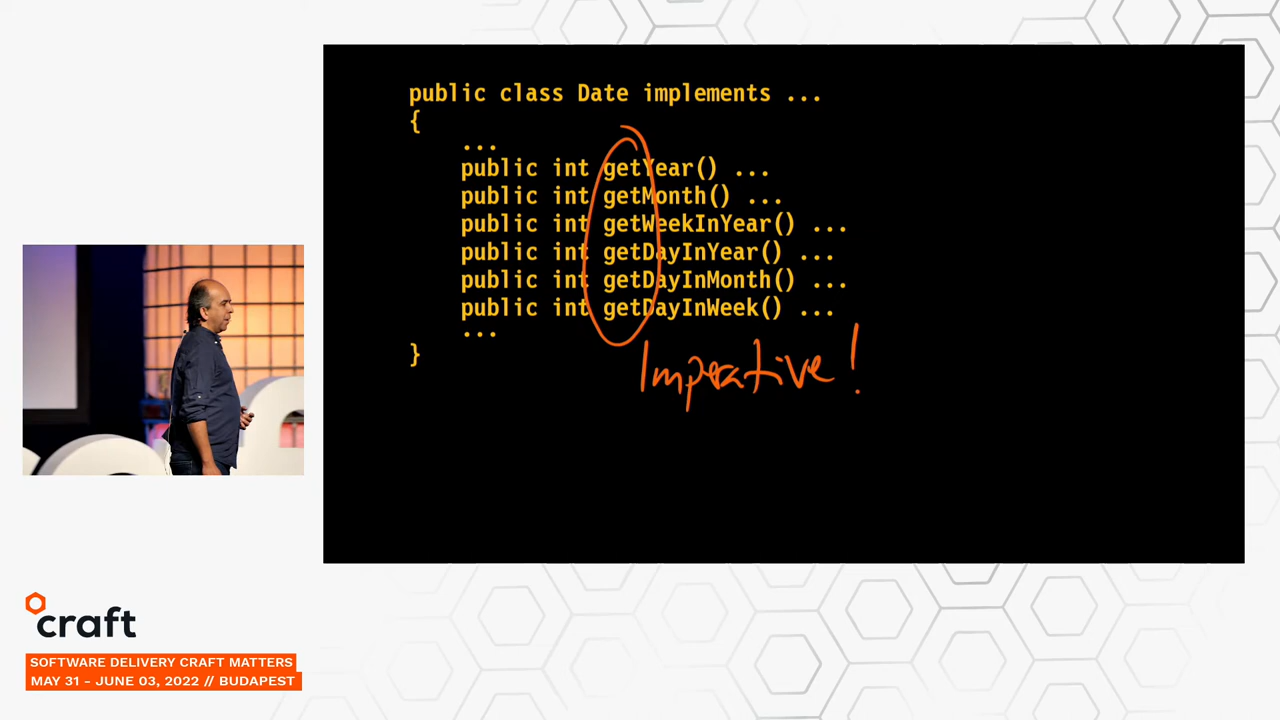 public class Date implements ...
{
...
public int getYear() ...
public int getMonth() ...
public int getWeekInYear() ...
public int getDayInYear() ...
public int getDayInMonth() ...
public int getDayInWeek() ...
...
}
Imperative!
craft
SOFTWARE DELIVERY CRAFT MATTERS
MAY 31 - JUNE 03, 2022 // BUDAPEST